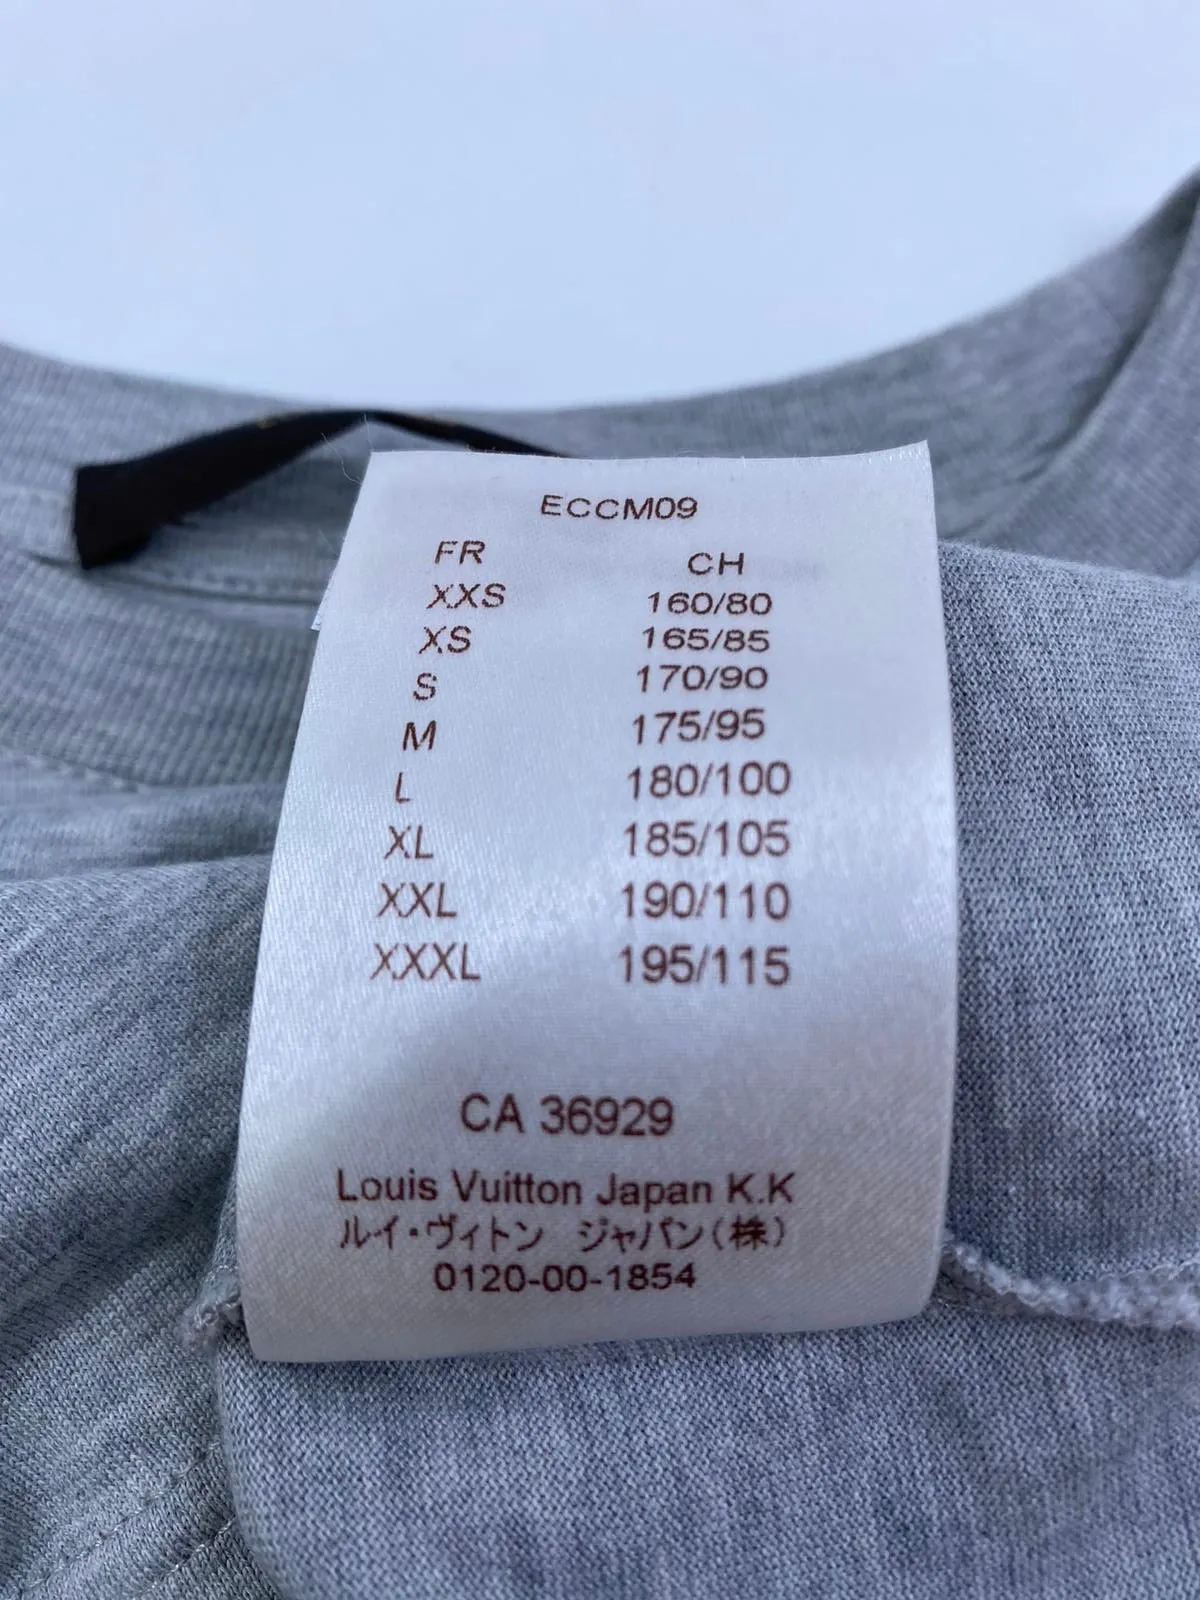 ECCM09
FR CH
XXS 160/80
XS 165/85
S 170/90
M 175/95
L 180/100
XL 185/105
XXL 190/110
XXXL 195/115
CA 36929
Louis Vuitton Japan K.K
ルイ・ヴィトン ジャパン(株)
0120-00-1854